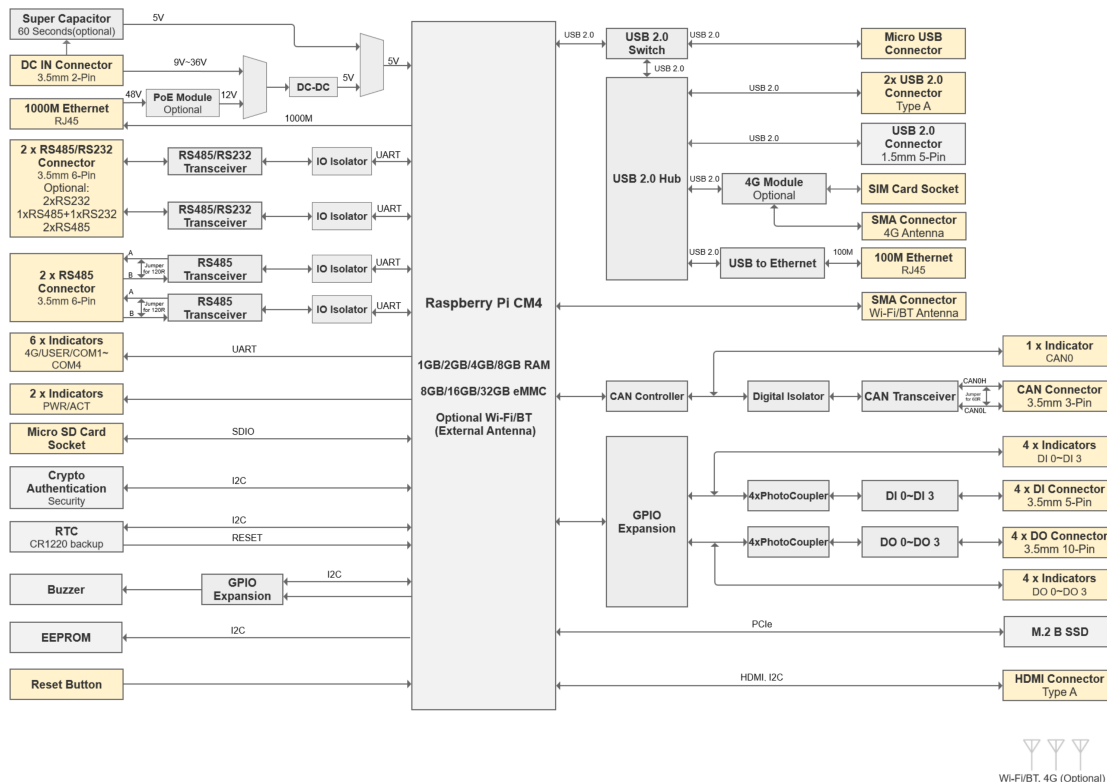 Super Capacitor
60 Seconds(optional)
5V
DC IN Connector
3.5mm 2-Pin
9V~36V
5V
DC-DC
5V
48V
PoE Module
Optional
12V
1000M Ethernet
RJ45
1000M
2 x RS485/RS232
Connector
3.5mm 6-Pin
Optional:
2xRS232
1xRS485+1xRS232
2xRS485
RS485/RS232
Transceiver
IO Isolator
UART
RS485/RS232
Transceiver
IO Isolator
UART
2 x RS485
Connector
3.5mm 6-Pin
A
Jumper
for 120R
B
RS485
Transceiver
IO Isolator
UART
A
Jumper
for 120R
B
RS485
Transceiver
IO Isolator
UART
6 x Indicators
4G/USER/COM1~
COM4
UART
2 x Indicators
PWR/ACT
Micro SD Card
Socket
SDIO
Crypto
Authentication
Security
I2C
RTC
CR1220 backup
I2C
RESET
Buzzer
GPIO
Expansion
I2C
EEPROM
I2C
Reset Button
Raspberry Pi CM4
1GB/2GB/4GB/8GB RAM
8GB/16GB/32GB eMMC
Optional Wi-Fi/BT
(External Antenna)
USB 2.0
USB 2.0
Switch
USB 2.0
Micro USB
Connector
USB 2.0
USB 2.0 Hub
USB 2.0
2x USB 2.0
Connector
Type A
USB 2.0
USB 2.0
Connector
1.5mm 5-Pin
USB 2.0
4G Module
Optional
SIM Card Socket
SMA Connector
4G Antenna
USB 2.0
USB to Ethernet
100M
100M Ethernet
RJ45
SMA Connector
Wi-Fi/BT Antenna
1 x Indicator
CAN0
CAN Controller
Digital Isolator
CAN Transceiver
CAN0H
Jumper
for 60R
CAN0L
CAN Connector
3.5mm 3-Pin
GPIO
Expansion
4 x Indicators
DI 0~DI 3
4xPhotoCoupler
DI 0~DI 3
4 x DI Connector
3.5mm 5-Pin
4xPhotoCoupler
DO 0~DO 3
4 x DO Connector
3.5mm 10-Pin
4 x Indicators
DO 0~DO 3
PCIe
M.2 B SSD
HDMI, I2C
HDMI Connector
Type A
Wi-Fi/BT, 4G (Optional)